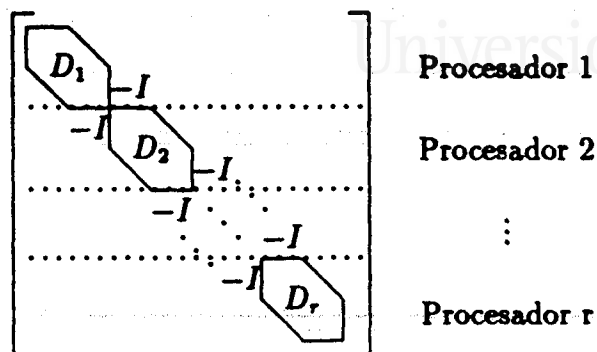 Universi
D₁ Procesador 1
-I
-I
D₂ Procesador 2
-I
-I
⋮
-I
-I
Dᵣ Procesador r